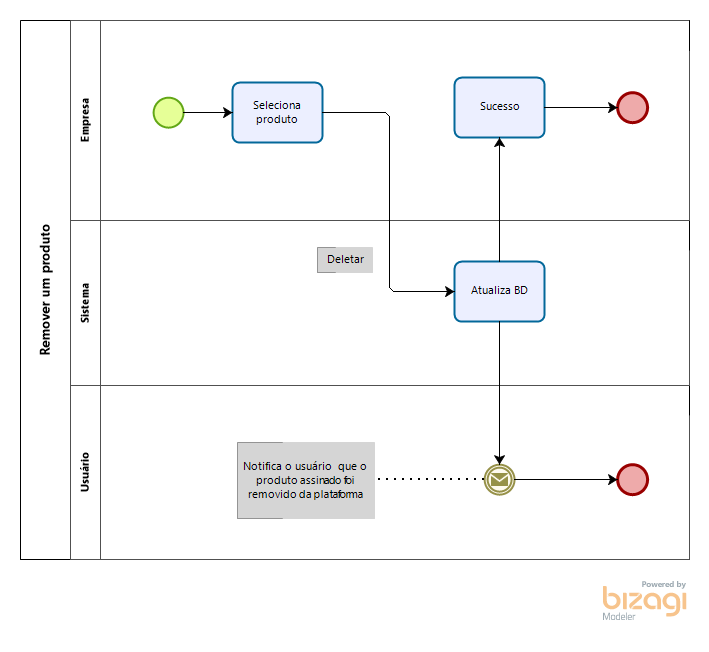 Remover um produto
Empresa
Seleciona
produto
Sucesso
Sistema
Deletar
Atualiza BD
Usuário
Notifica o usuário que o
produto assinado foi
removido da plataforma
Powered by
bizagi
Modeler